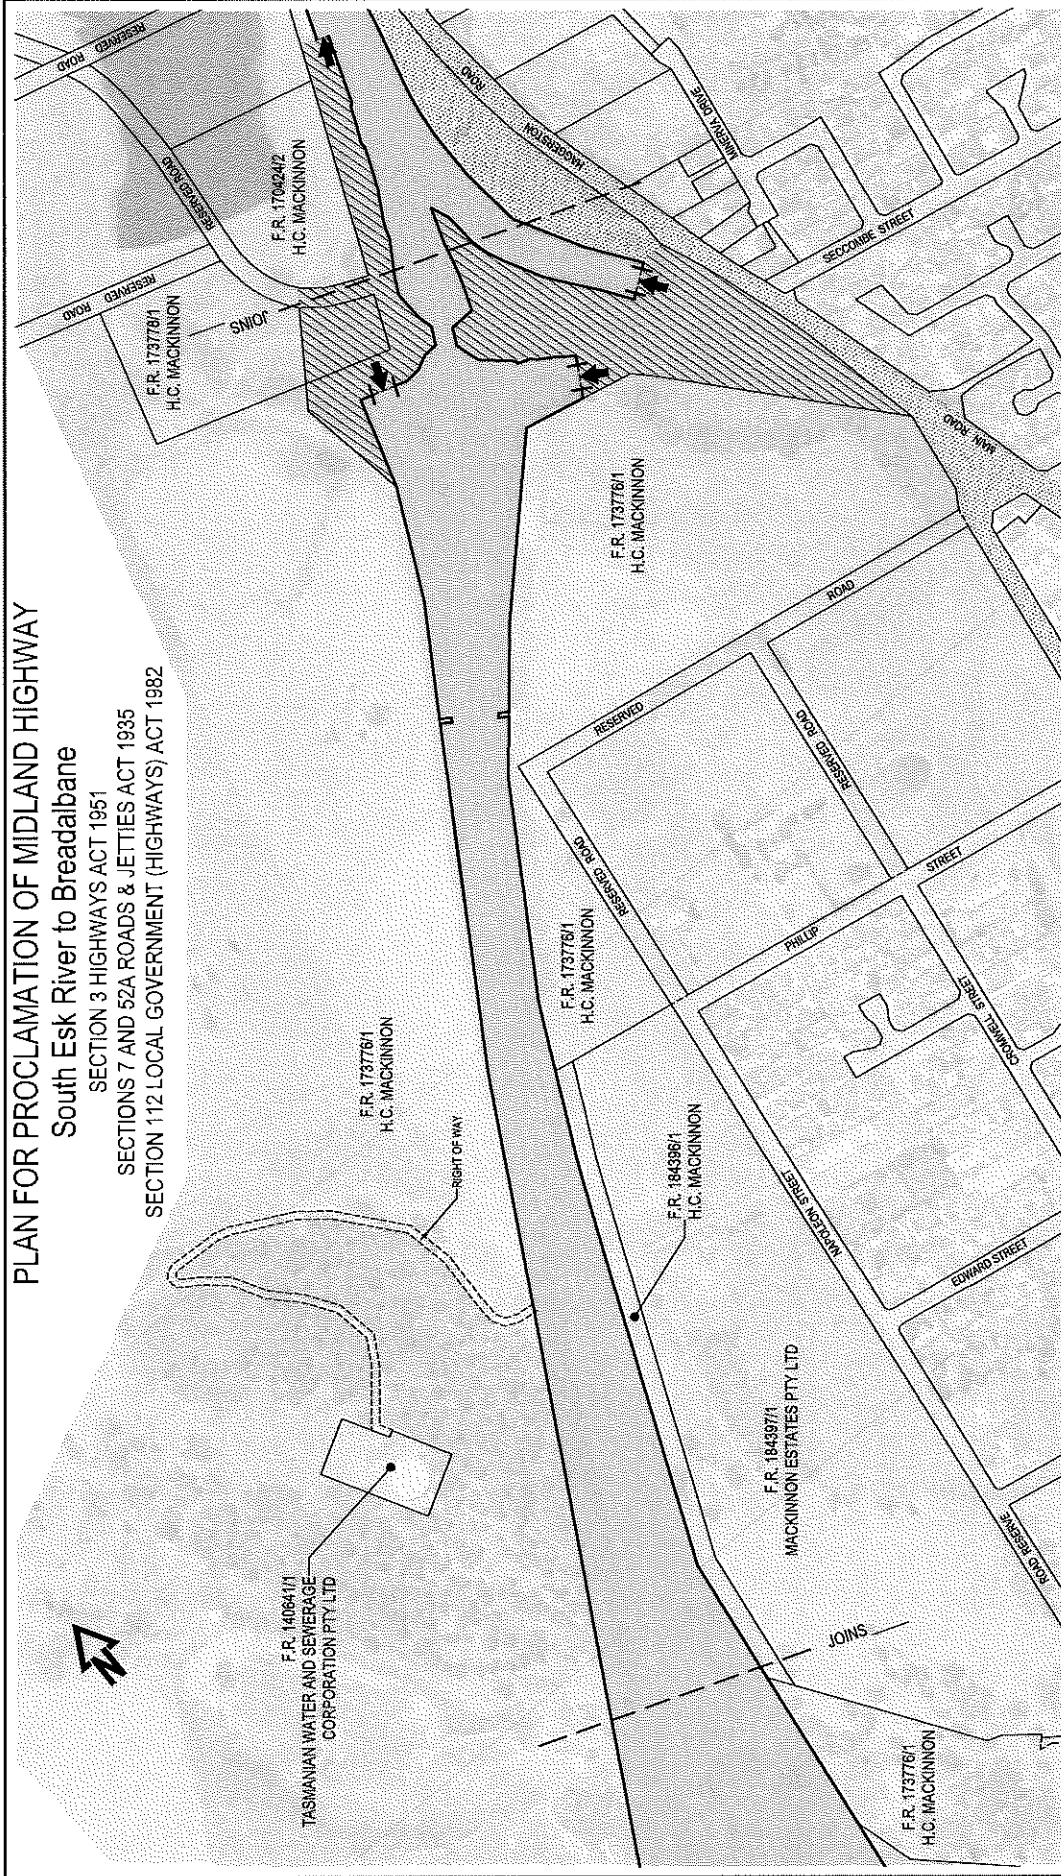 PLAN FOR PROCLAMATION OF MIDLAND HIGHWAY
South Esk River to Breadalbane
SECTION 3 HIGHWAYS ACT 1951
SECTIONS 7 AND 52A ROADS & JETTIES ACT 1935
SECTION 112 LOCAL GOVERNMENT (HIGHWAYS) ACT 1982
N
F.R. 140641/1
TASMANIAN WATER AND SEWERAGE
CORPORATION PTY LTD
RIGHT OF WAY
F.R. 173776/1
H.C. MACKINNON
F.R. 173778/1
H.C. MACKINNON
RESERVED ROAD
JOINS
RESERVED ROAD
RESERVED ROAD
F.R. 170424/2
H.C. MACKINNON
HAGGERSTON
ROAD
MINERVA DRIVE
SECCOMBE STREET
MAIN ROAD
F.R. 173776/1
H.C. MACKINNON
RESERVED
ROAD
RESERVED ROAD
RESERVED ROAD
F.R. 173776/1
H.C. MACKINNON
PHILLIP
STREET
CROMWELL STREET
F.R. 184396/1
H.C. MACKINNON
NAPOLEON STREET
EDWARD STREET
F.R. 184397/1
MACKINNON ESTATES PTY LTD
ROAD RESERVE
JOINS
F.R. 173776/1
H.C. MACKINNON